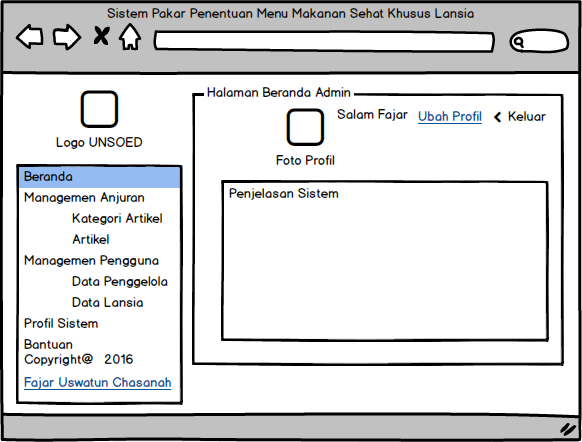 Sistem Pakar Penentuan Menu Makanan Sehat Khusus Lansia
Logo UNSOED
Beranda
Managemen Anjuran
Kategori Artikel
Artikel
Managemen Pengguna
Data Penggelola
Data Lansia
Profil Sistem
Bantuan
Copyright@ 2016
Fajar Uswatun Chasanah
Halaman Beranda Admin
Salam Fajar Ubah Profil Keluar
Foto Profil
Penjelasan Sistem